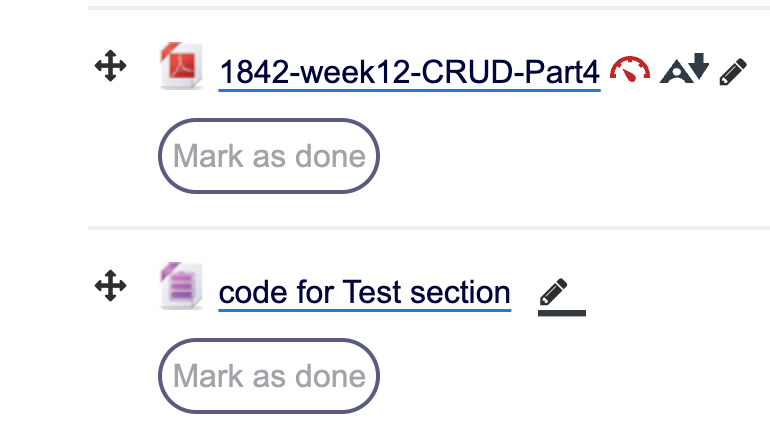 1842-week12-CRUD-Part4
Mark as done
code for Test section
Mark as done